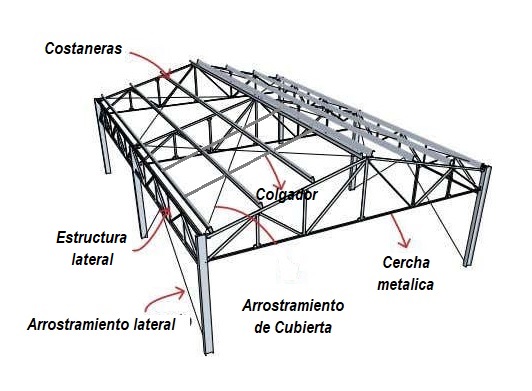 Costaneras
Colgador
Estructura
lateral
Cercha
metalica
Arrostramiento
de Cubierta
Arrostramiento lateral